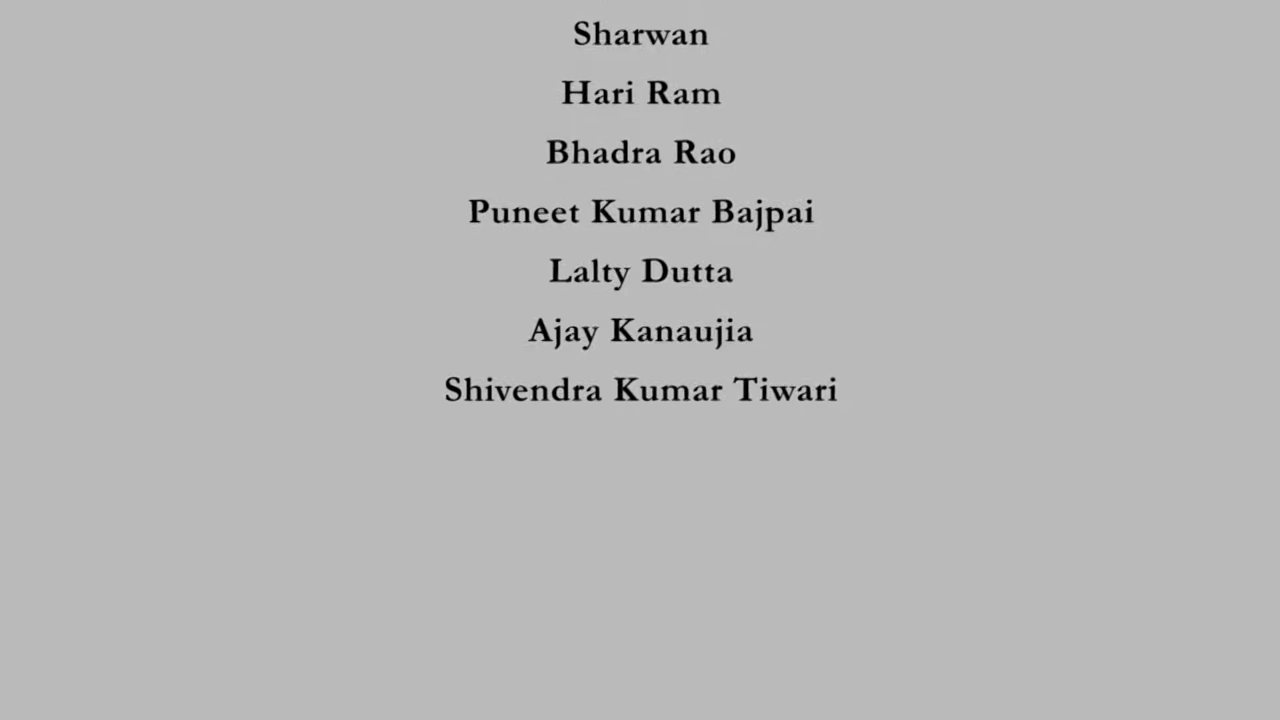 Sharwan
Hari Ram
Bhadra Rao
Puneet Kumar Bajpai
Lalty Dutta
Ajay Kanaujia
Shivendra Kumar Tiwari